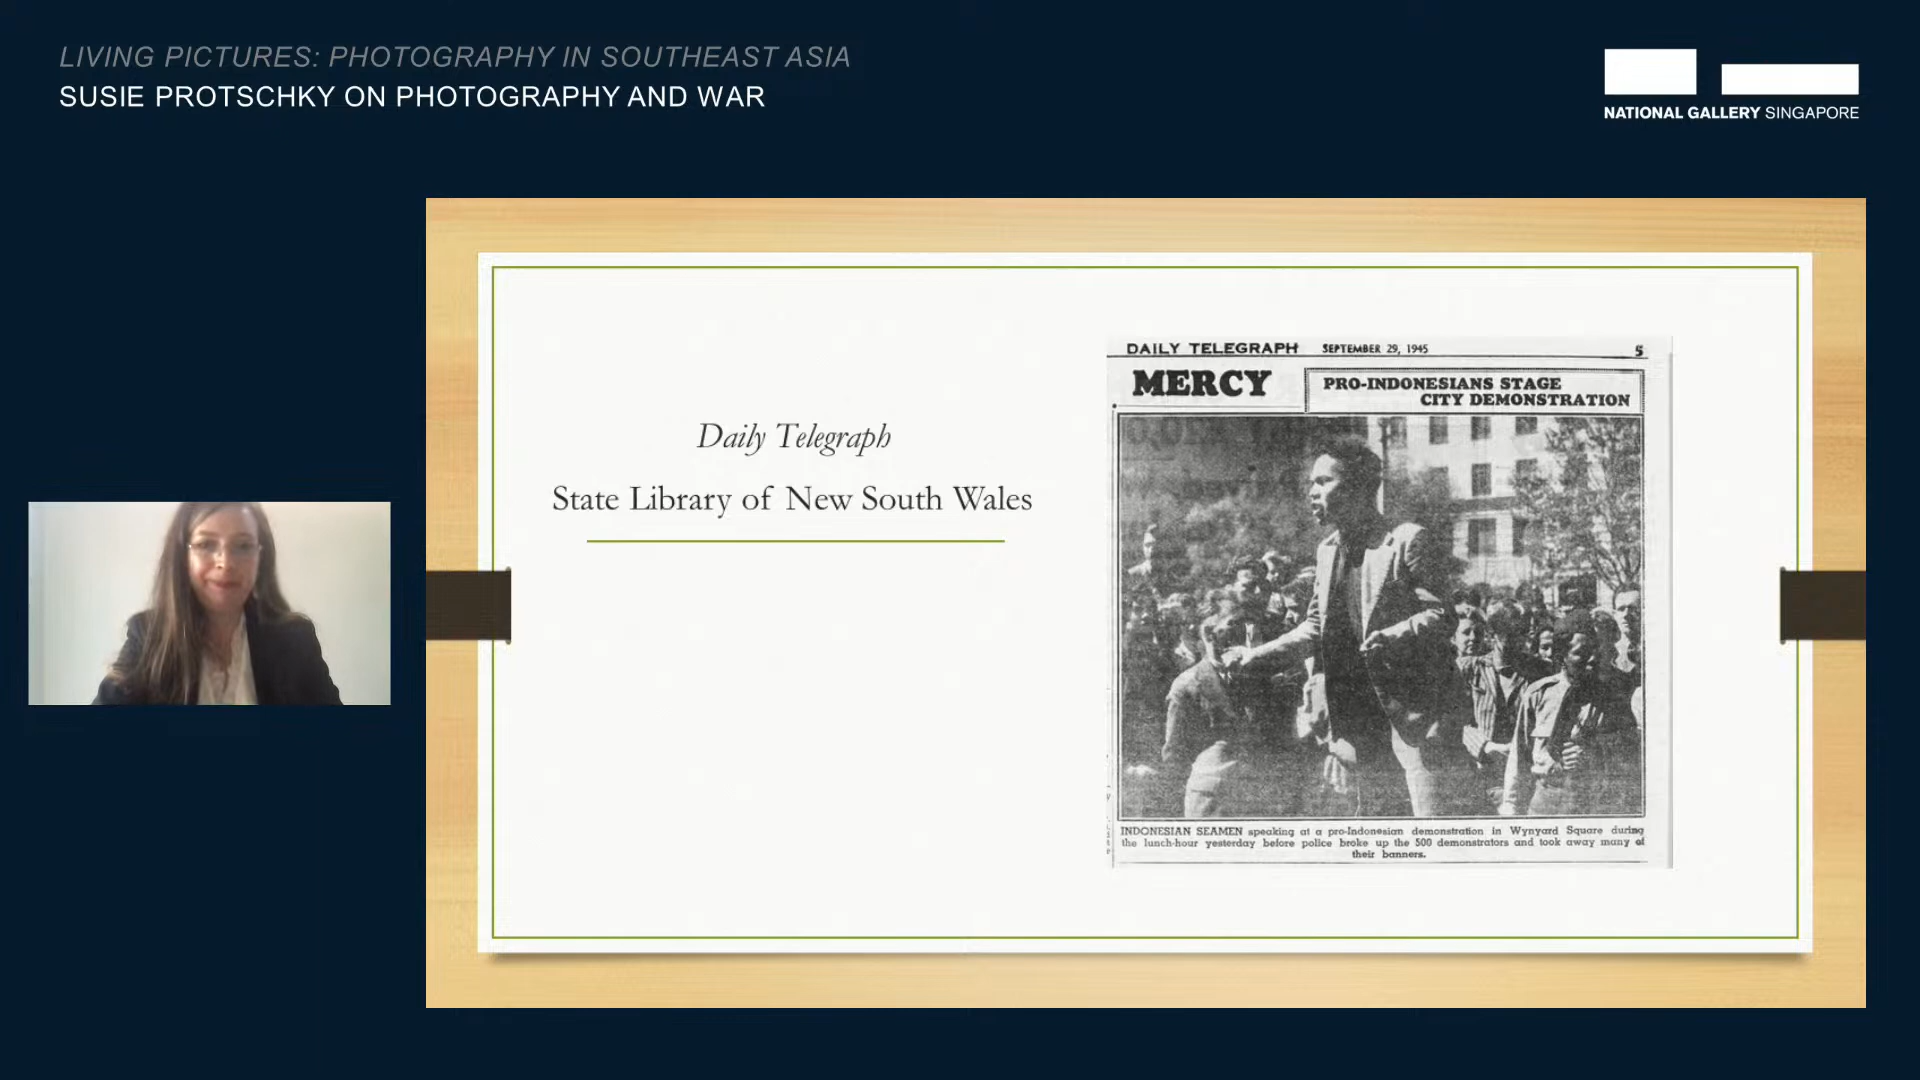 LIVING PICTURES: PHOTOGRAPHY IN SOUTHEAST ASIA
SUSIE PROTSCHKY ON PHOTOGRAPHY AND WAR
NATIONAL GALLERY SINGAPORE
Daily Telegraph
State Library of New South Wales
DAILY TELEGRAPH SEPTEMBER 29, 1945 5
MERCY
PRO-INDONESIANS STAGE
CITY DEMONSTRATION
INDONESIAN SEAMEN speaking at a pro-Indonesian demonstration in Wynyard Square during
the lunch-hour yesterday before police broke up the 500 demonstrators and took away many of
their banners.